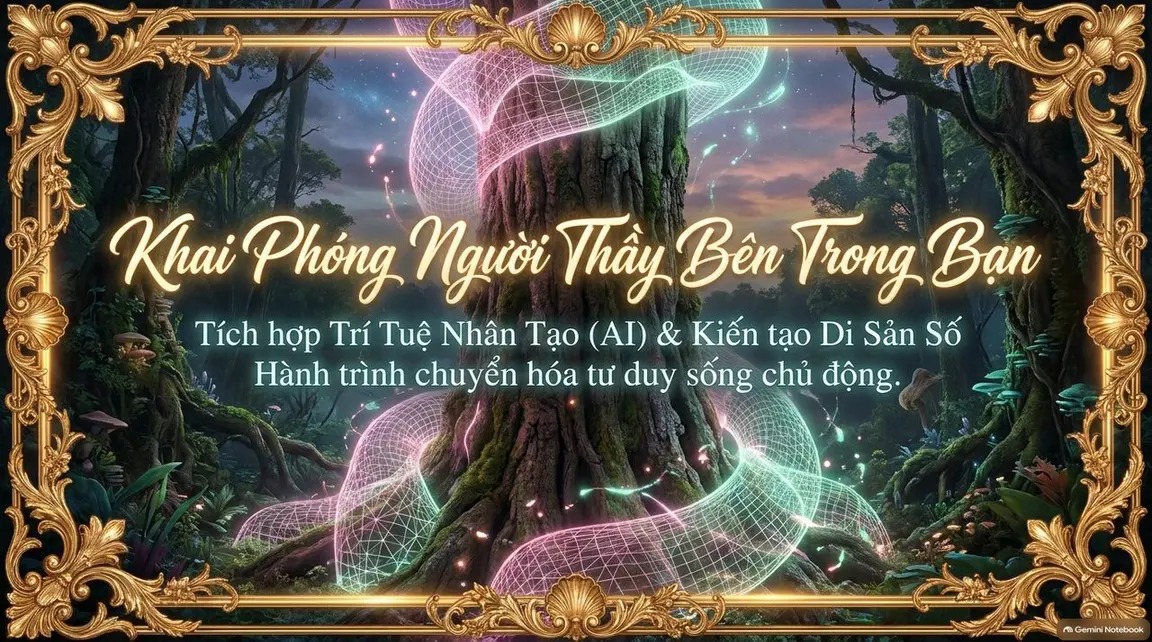 Khai Phóng Người Thầy Bên Trong Bạn
Tích hợp Trí Tuệ Nhân Tạo (AI) & Kiến tạo Di Sản Số
Hành trình chuyển hóa tư duy sống chủ động.
Gemini Notebook